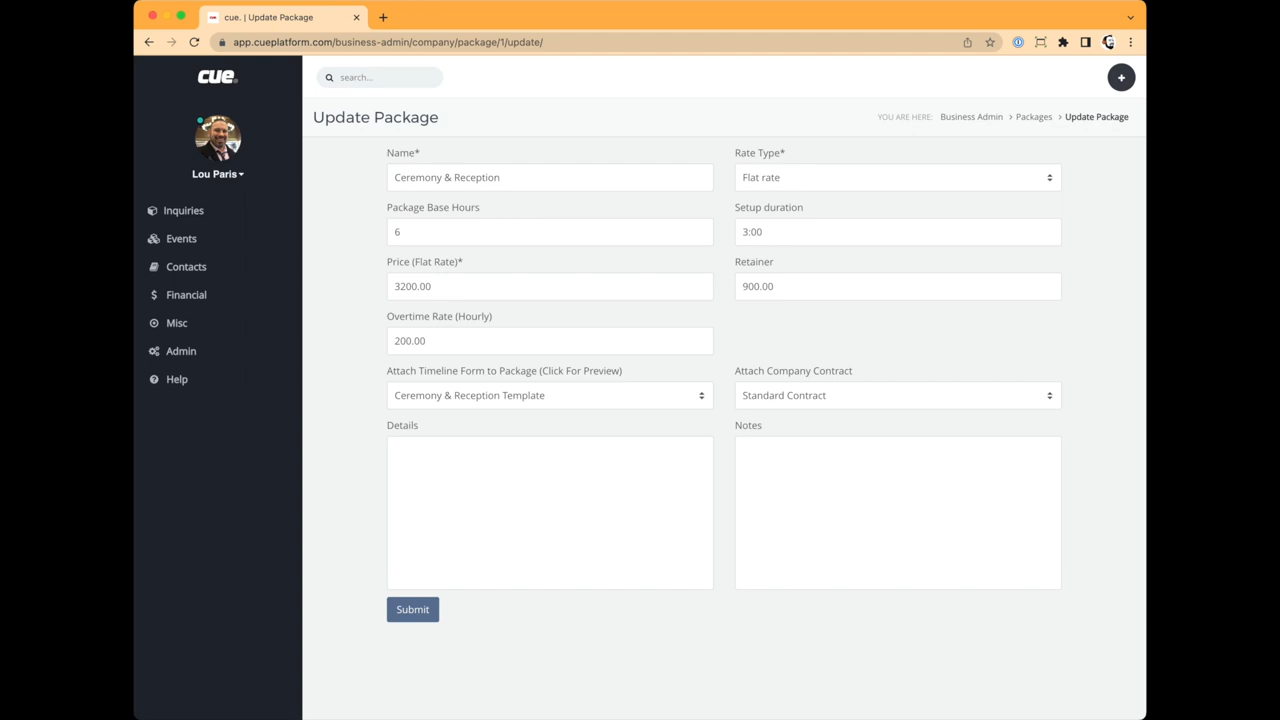 cue. | Update Package
app.cueplatform.com/business-admin/company/package/1/update/
cue.
search...
Update Package
YOU ARE HERE: Business Admin > Packages > Update Package
Lou Paris
Inquiries
Events
Contacts
Financial
Misc
Admin
Help
Name*
Rate Type*
Ceremony & Reception
Flat rate
Package Base Hours
Setup duration
6
3:00
Price (Flat Rate)*
Retainer
3200.00
900.00
Overtime Rate (Hourly)
200.00
Attach Timeline Form to Package (Click For Preview)
Attach Company Contract
Ceremony & Reception Template
Standard Contract
Details
Notes
Submit